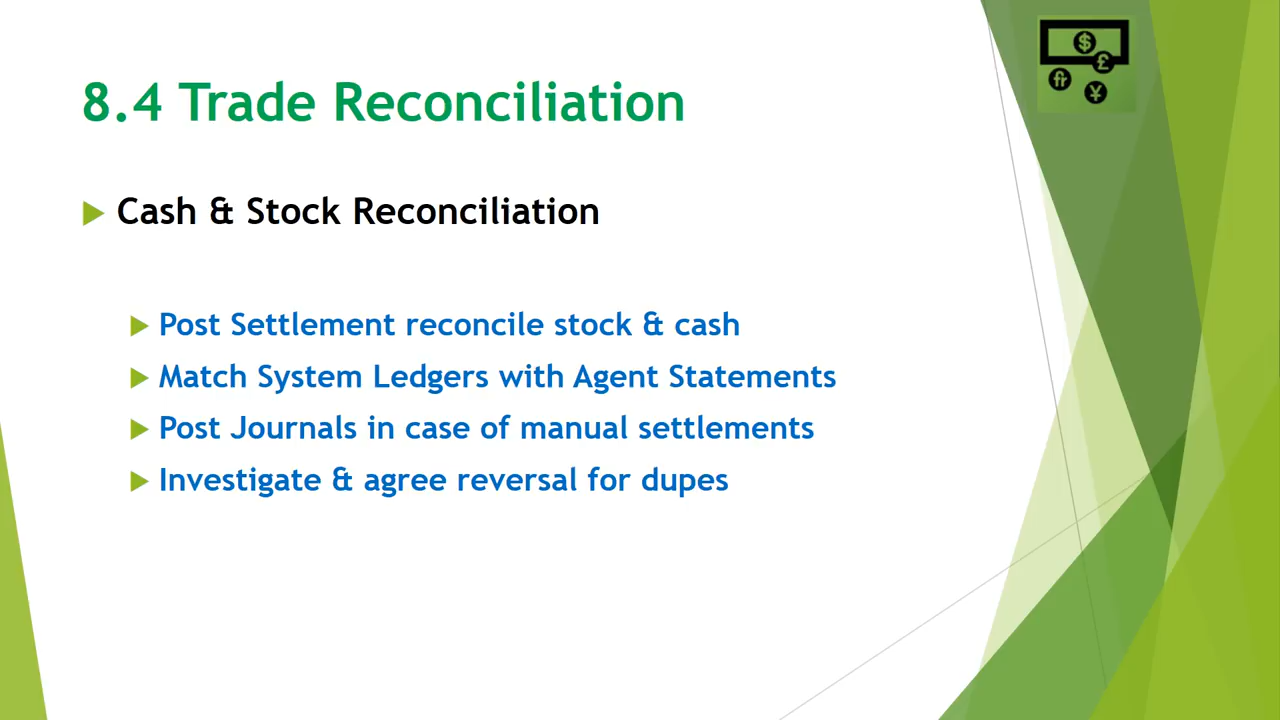 8.4 Trade Reconciliation
Cash & Stock Reconciliation
Post Settlement reconcile stock & cash
Match System Ledgers with Agent Statements
Post Journals in case of manual settlements
Investigate & agree reversal for dupes